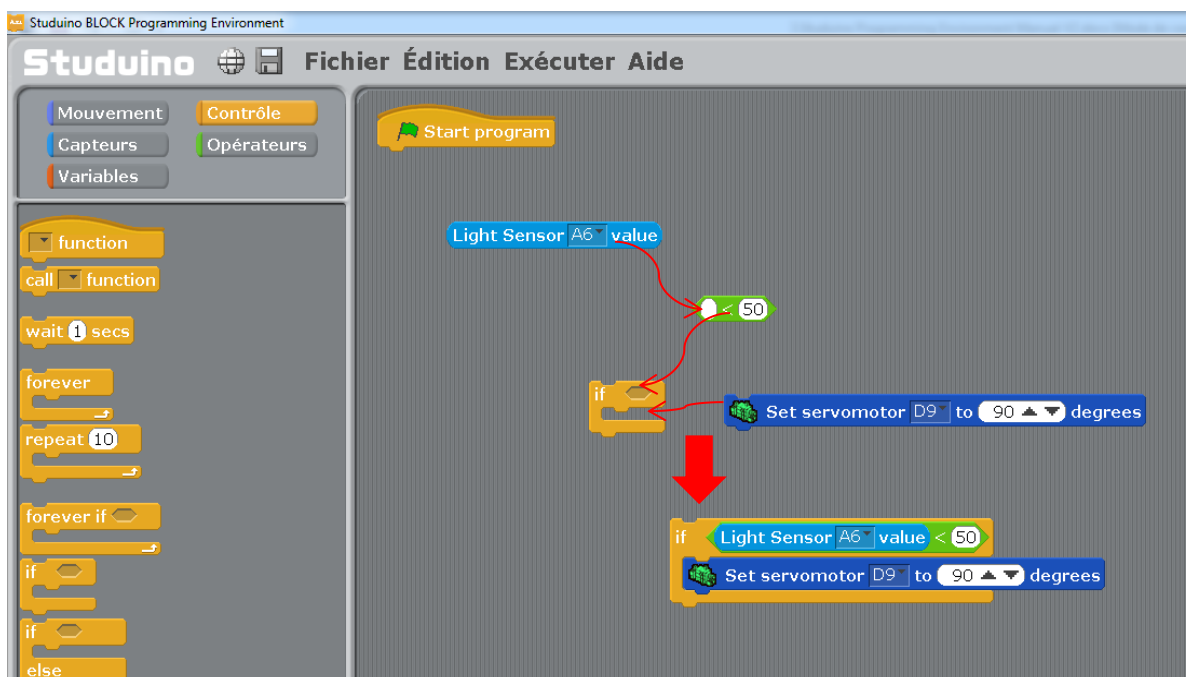 Studuino BLOCK Programming Environment
Studuino Fichier Édition Exécuter Aide
Mouvement Contrôle
Capteurs Opérateurs
Variables
function
call function
wait 1 secs
forever
repeat 10
forever if
if
if
else
Start program
Light Sensor A6 value
< 50
if
Set servomotor D9 to 90 degrees
if Light Sensor A6 value < 50
Set servomotor D9 to 90 degrees